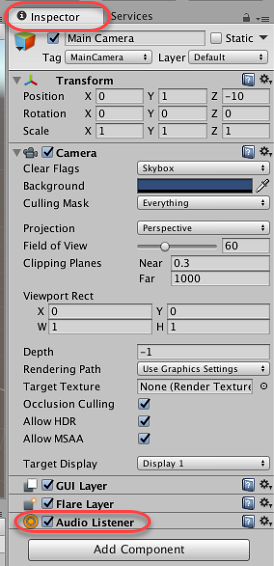 Inspector Services
Main Camera Static
Tag MainCamera Layer Default
Transform
Position X 0 Y 1 Z -10
Rotation X 0 Y 0 Z 0
Scale X 1 Y 1 Z 1
Camera
Clear Flags Skybox
Background
Culling Mask Everything
Projection Perspective
Field of View 60
Clipping Planes Near 0.3
Far 1000
Viewport Rect
X 0 Y 0
W 1 H 1
Depth -1
Rendering Path Use Graphics Settings
Target Texture None (Render Texture
Occlusion Culling
Allow HDR
Allow MSAA
Target Display Display 1
GUI Layer
Flare Layer
Audio Listener
Add Component